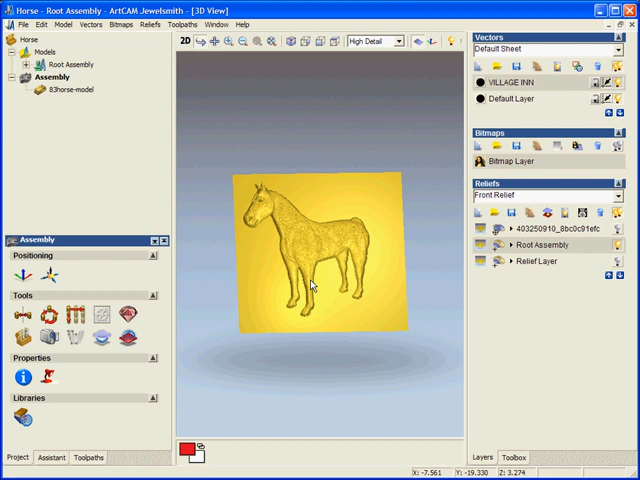 Horse - Root Assembly - ArtCAM Jewelsmith - [3D View]
File Edit Model Vectors Bitmaps Reliefs Toolpaths Window Help
Horse
Models
Root Assembly
Assembly
83horse-model
2D
High Detail
Vectors
Default Sheet
VILLAGE INN
Default Layer
Bitmaps
Bitmap Layer
Reliefs
Front Relief
403250910_8bc0c91efc
Root Assembly
Relief Layer
Assembly
Positioning
Tools
Properties
Libraries
Project Assistant Toolpaths
Layers Toolbox
X: -7.561 Y: -19.330 Z: 3.274